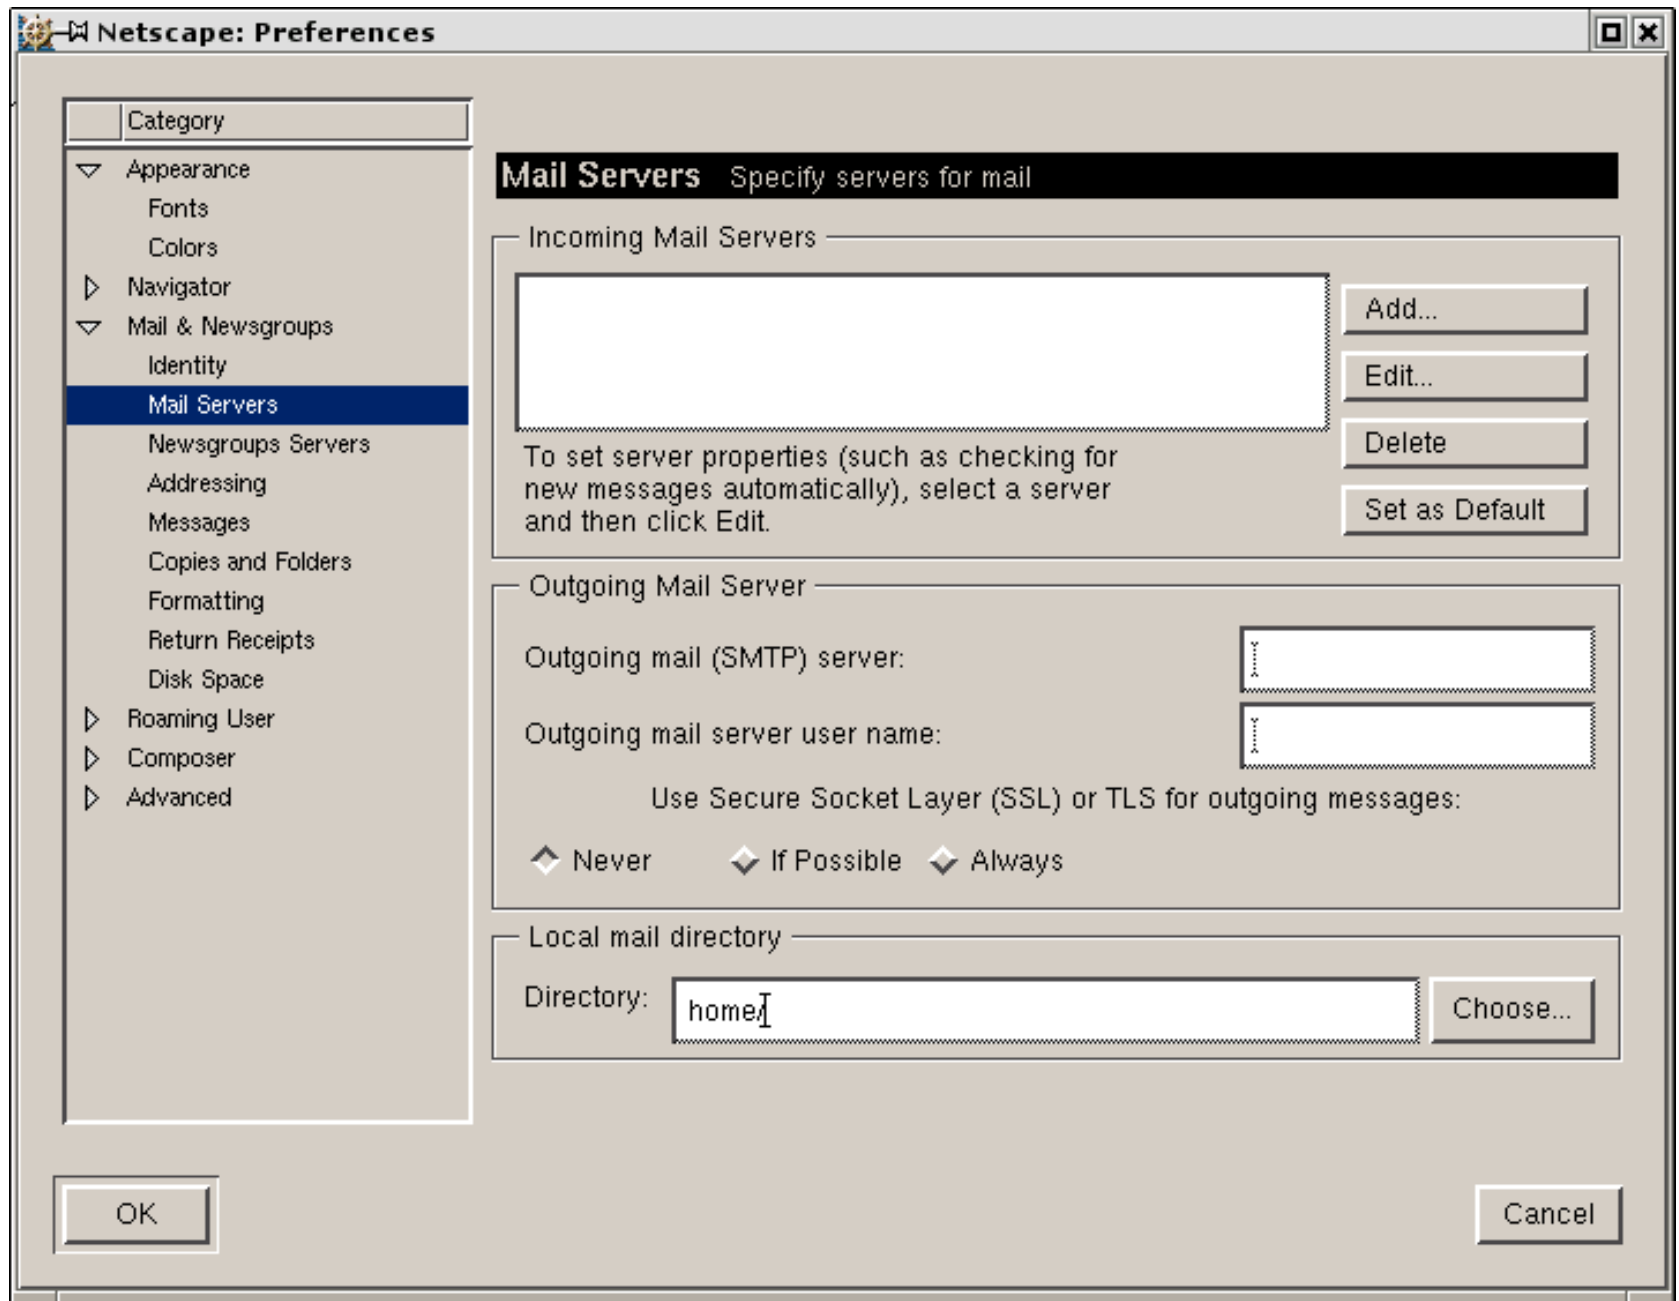 Netscape: Preferences
Category
Appearance
Fonts
Colors
Navigator
Mail & Newsgroups
Identity
Mail Servers
Newsgroups Servers
Addressing
Messages
Copies and Folders
Formatting
Return Receipts
Disk Space
Roaming User
Composer
Advanced
Mail Servers Specify servers for mail
Incoming Mail Servers
Add...
Edit...
Delete
Set as Default
To set server properties (such as checking for
new messages automatically), select a server
and then click Edit.
Outgoing Mail Server
Outgoing mail (SMTP) server:
Outgoing mail server user name:
Use Secure Socket Layer (SSL) or TLS for outgoing messages:
Never If Possible Always
Local mail directory
Directory: home/ Choose...
OK Cancel